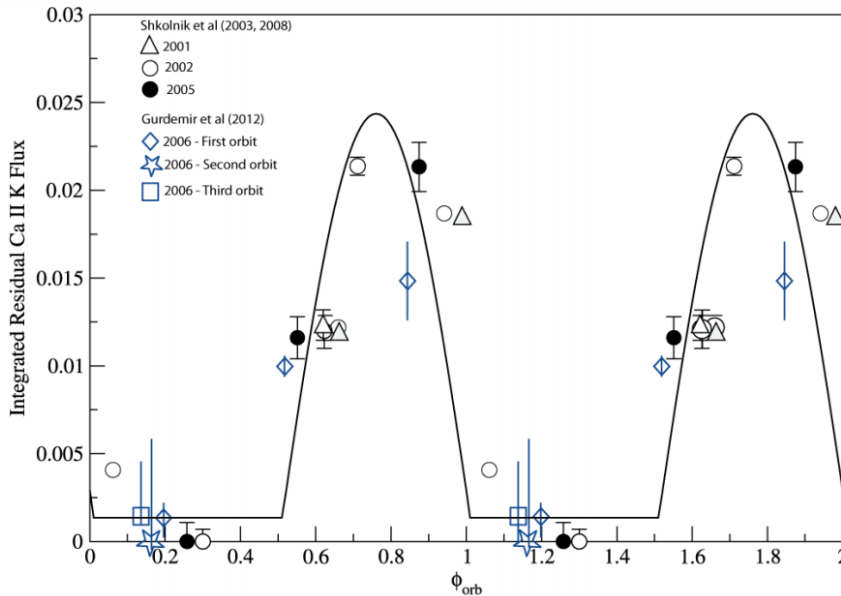 0.03
0.025
0.02
0.015
0.01
0.005
0
Integrated Residual Ca II K Flux
Shkolnik et al (2003, 2008)
2001
2002
2005
Gurdemir et al (2012)
2006 - First orbit
2006 - Second orbit
2006 - Third orbit
0 0.2 0.4 0.6 0.8 1 1.2 1.4 1.6 1.8 2
ϕorb